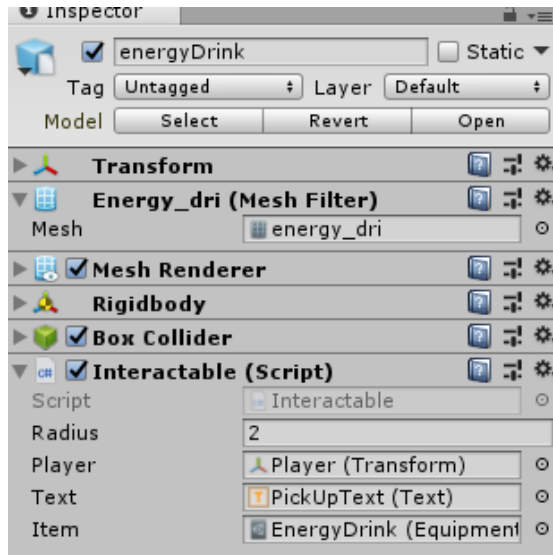 Inspector
energyDrink Static
Tag Untagged Layer Default
Model Select Revert Open
Transform
Energy_dri (Mesh Filter)
Mesh energy_dri
Mesh Renderer
Rigidbody
Box Collider
c# Interactable (Script)
Script Interactable
Radius 2
Player Player (Transform)
Text T PickUpText (Text)
Item EnergyDrink (Equipment